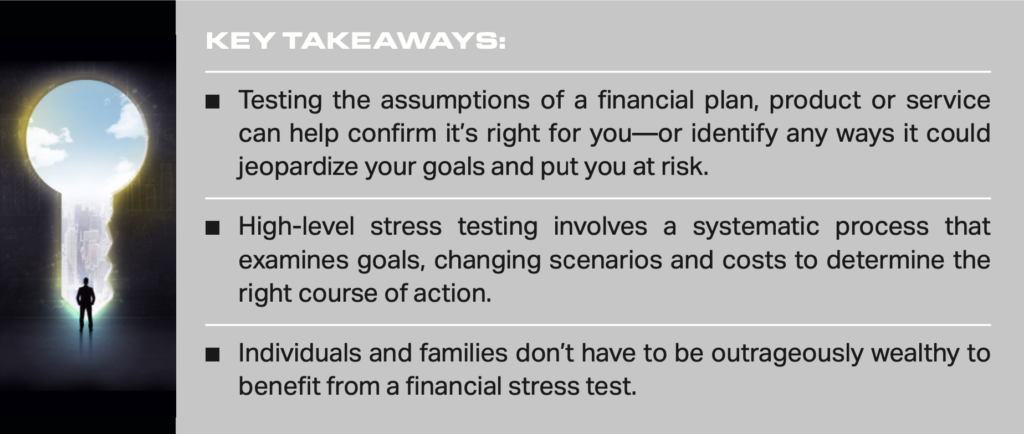 KEY TAKEAWAYS:
■ Testing the assumptions of a financial plan, product or service
can help confirm it's right for you—or identify any ways it could
jeopardize your goals and put you at risk.
■ High-level stress testing involves a systematic process that
examines goals, changing scenarios and costs to determine the
right course of action.
■ Individuals and families don't have to be outrageously wealthy to
benefit from a financial stress test.